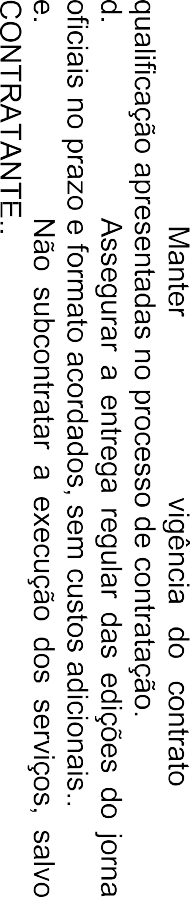 Manter vigência do contrato
qualificação apresentadas no processo de contratação.
d. Assegurar a entrega regular das edições do jorna
oficiais no prazo e formato acordados, sem custos adicionais..
e. Não subcontratar a execução dos serviços, salvo
CONTRATANTE..